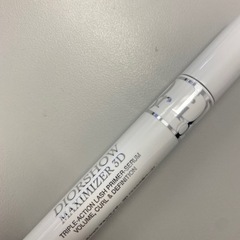 DIORSHOW
MAXIMIZER 3D
TRIPLE-ACTION LASH PRIMER-SERUM
VOLUME, CURL & DEFINITION